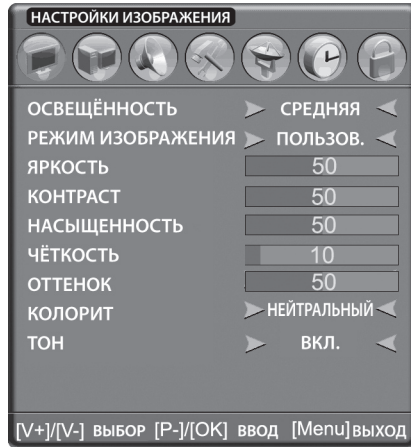 НАСТРОЙКИ ИЗОБРАЖЕНИЯ
ОСВЕЩЁННОСТЬ СРЕДНЯЯ
РЕЖИМ ИЗОБРАЖЕНИЯ ПОЛЬЗОВ.
ЯРКОСТЬ 50
КОНТРАСТ 50
НАСЫЩЕННОСТЬ 50
ЧЁТКОСТЬ 10
ОТТЕНОК 50
КОЛОРИТ НЕЙТРАЛЬНЫЙ
ТОН ВКЛ.
[V+]/[V-] ВЫБОР [P-]/[OK] ВВОД [Menu] ВЫХОД